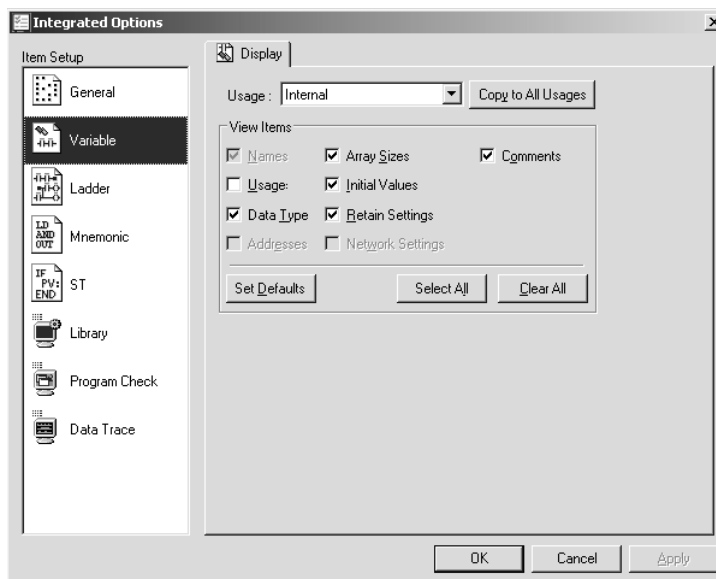 Integrated Options
Item Setup
General
Variable
Ladder
LD
AND
OUT
Mnemonic
IF
PV:
END
ST
Library
Program Check
Data Trace
Display
Usage : Internal Copy to All Usages
View Items
Names Array Sizes Comments
Usage: Initial Values
Data Type Retain Settings
Addresses Network Settings
Set Defaults Select All Clear All
OK Cancel Apply